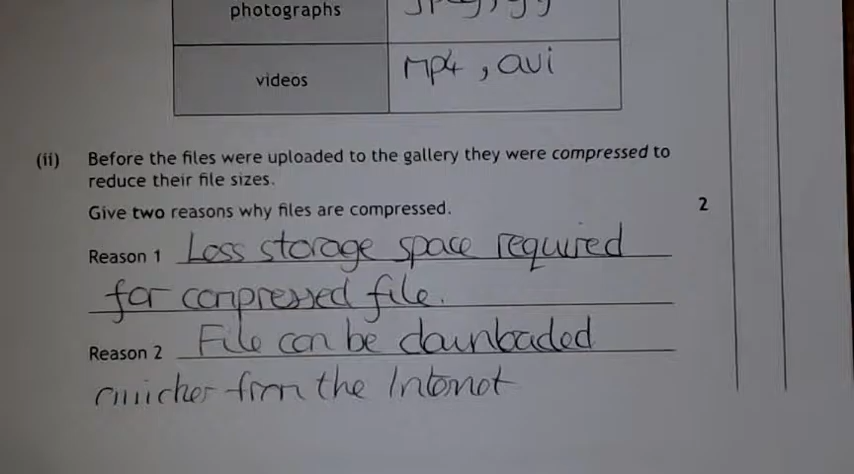 photographs Jpeg, gif
videos MP4, avi
(ii) Before the files were uploaded to the gallery they were compressed to
reduce their file sizes.
Give two reasons why files are compressed. 2
Reason 1 Less storage space required
for compressed file.
Reason 2 File can be downloaded
quicker from the Internet